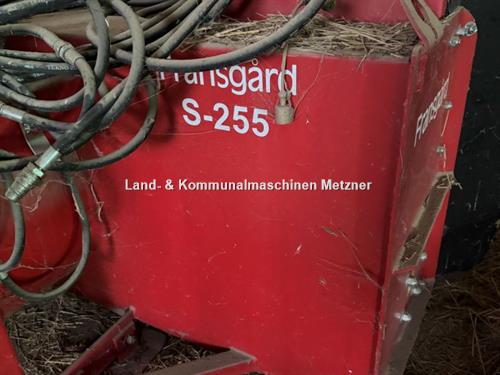 Fransgård
S-255
Fransgård
Land- & Kommunalmaschinen Metzner